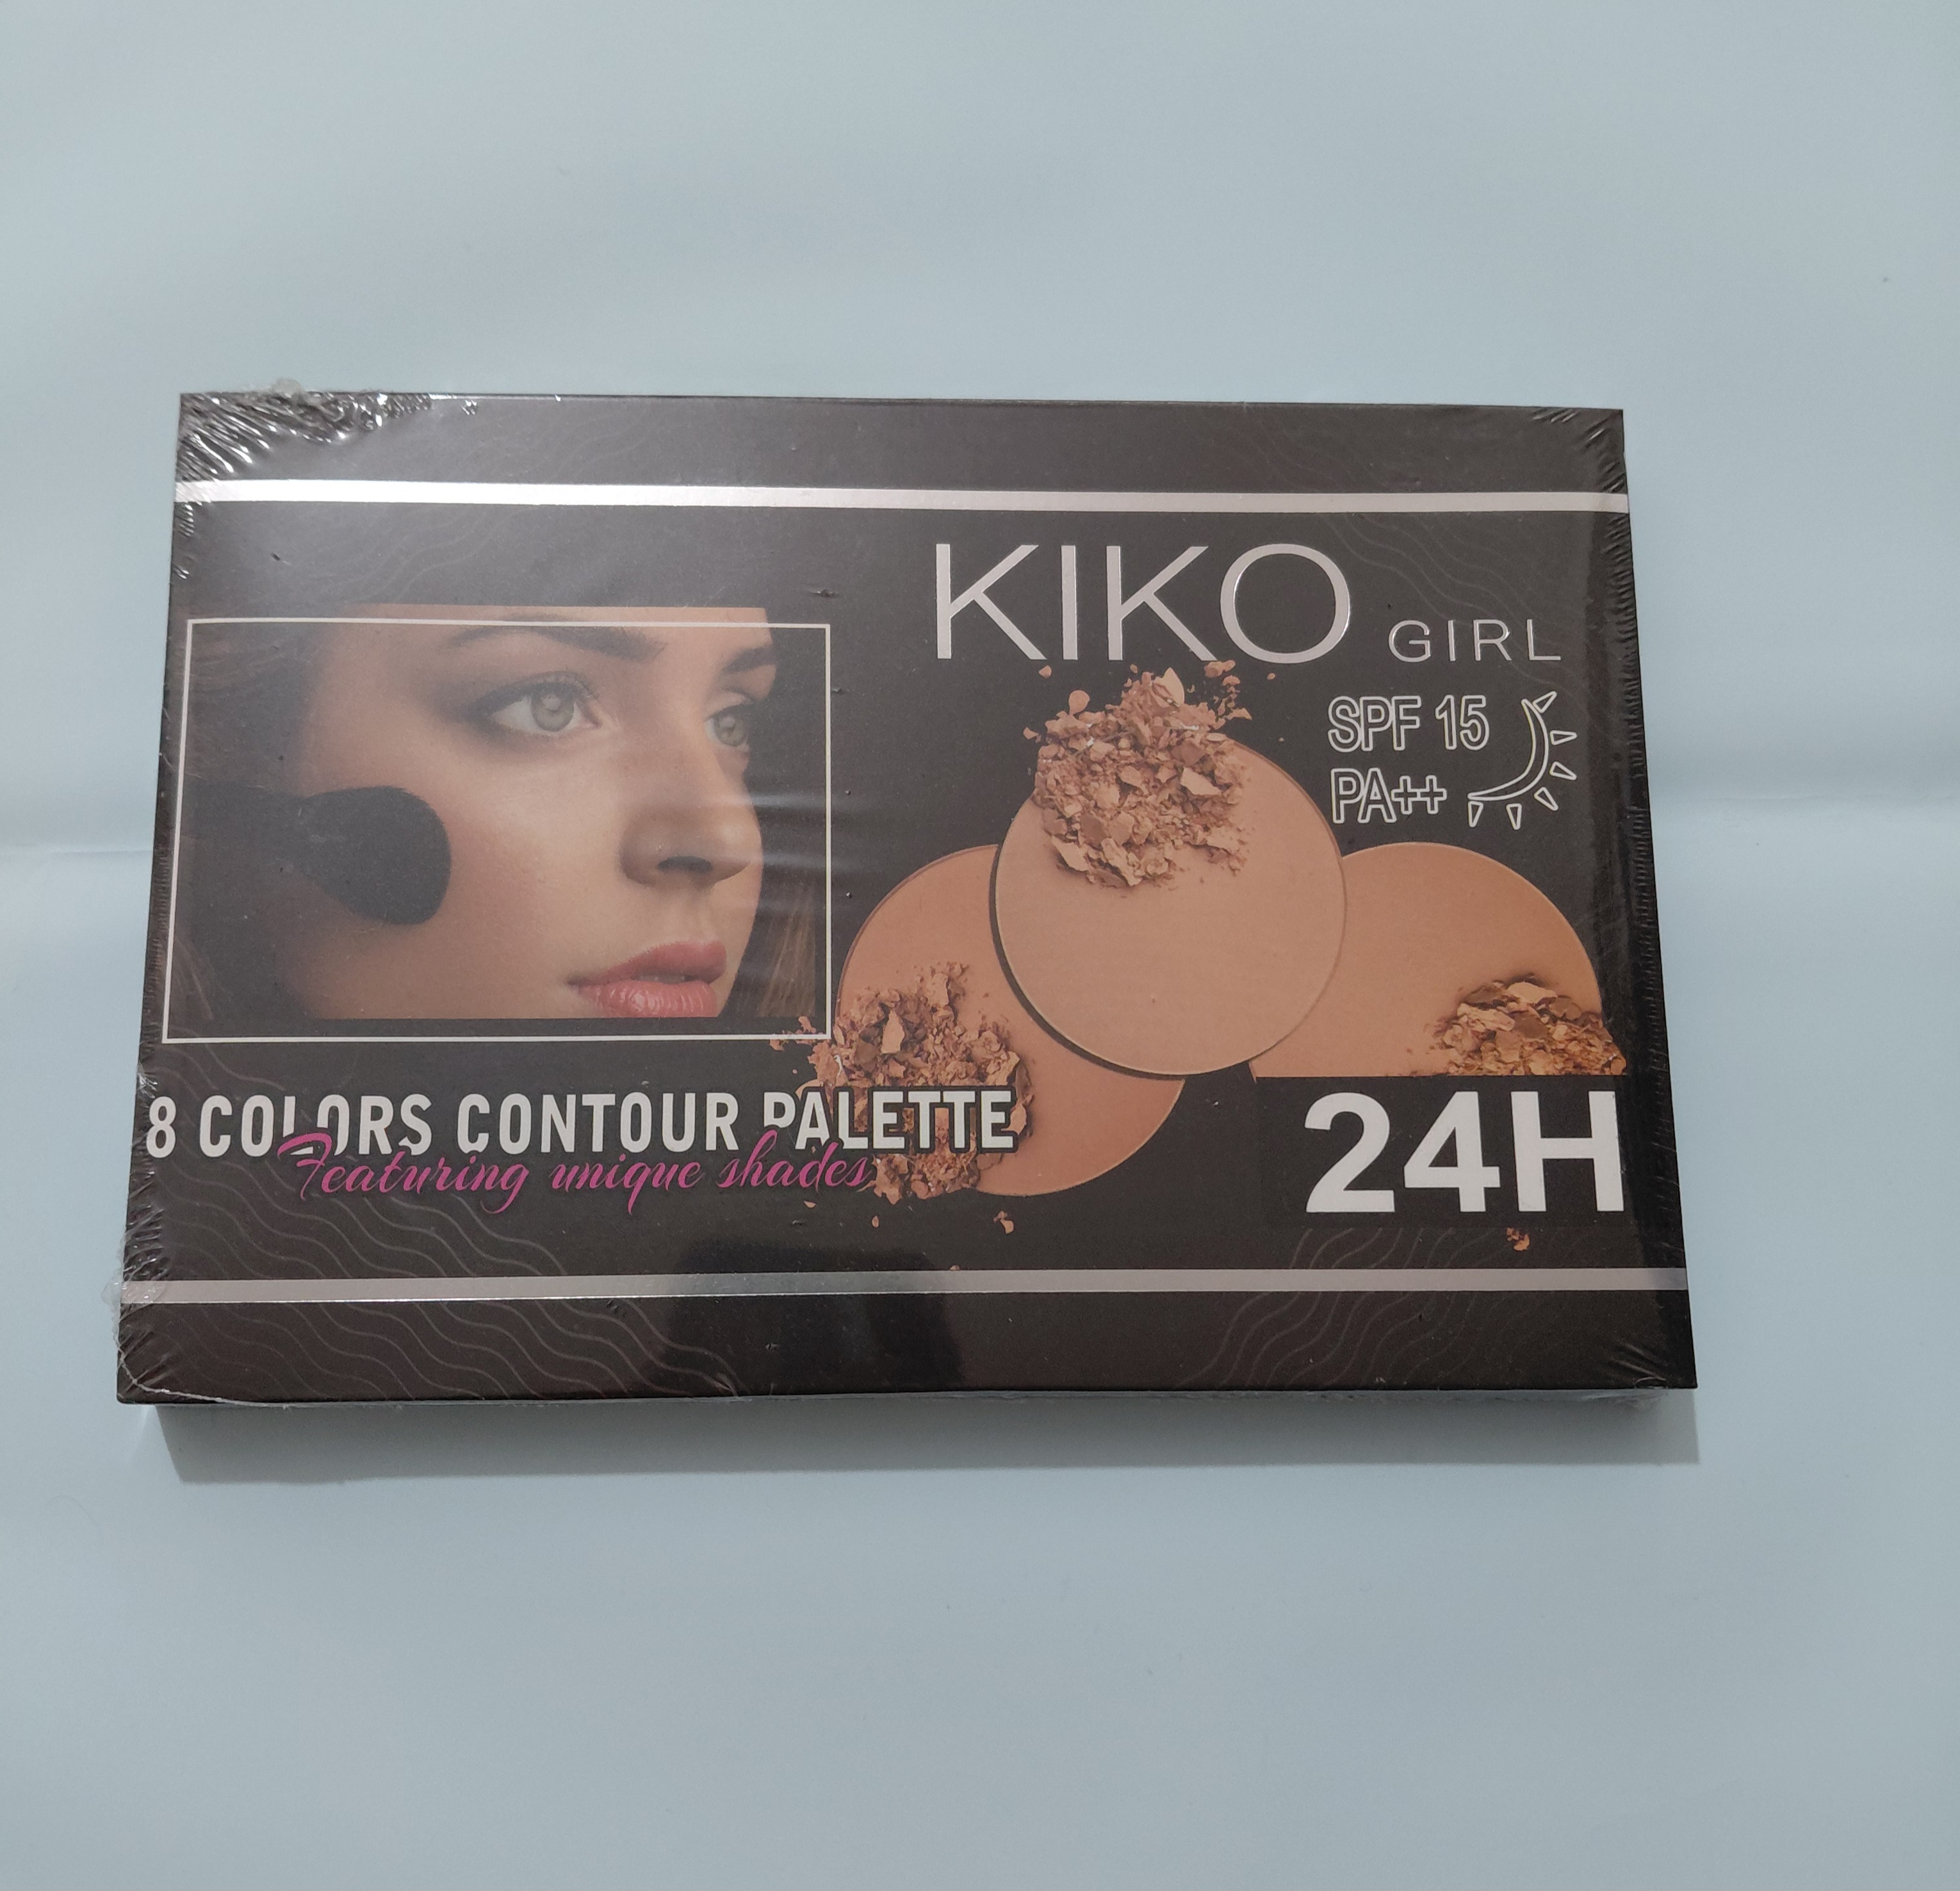 KIKO GIRL
SPF 15
PA++
8 COLORS CONTOUR PALETTE
Featuring unique shades
24H